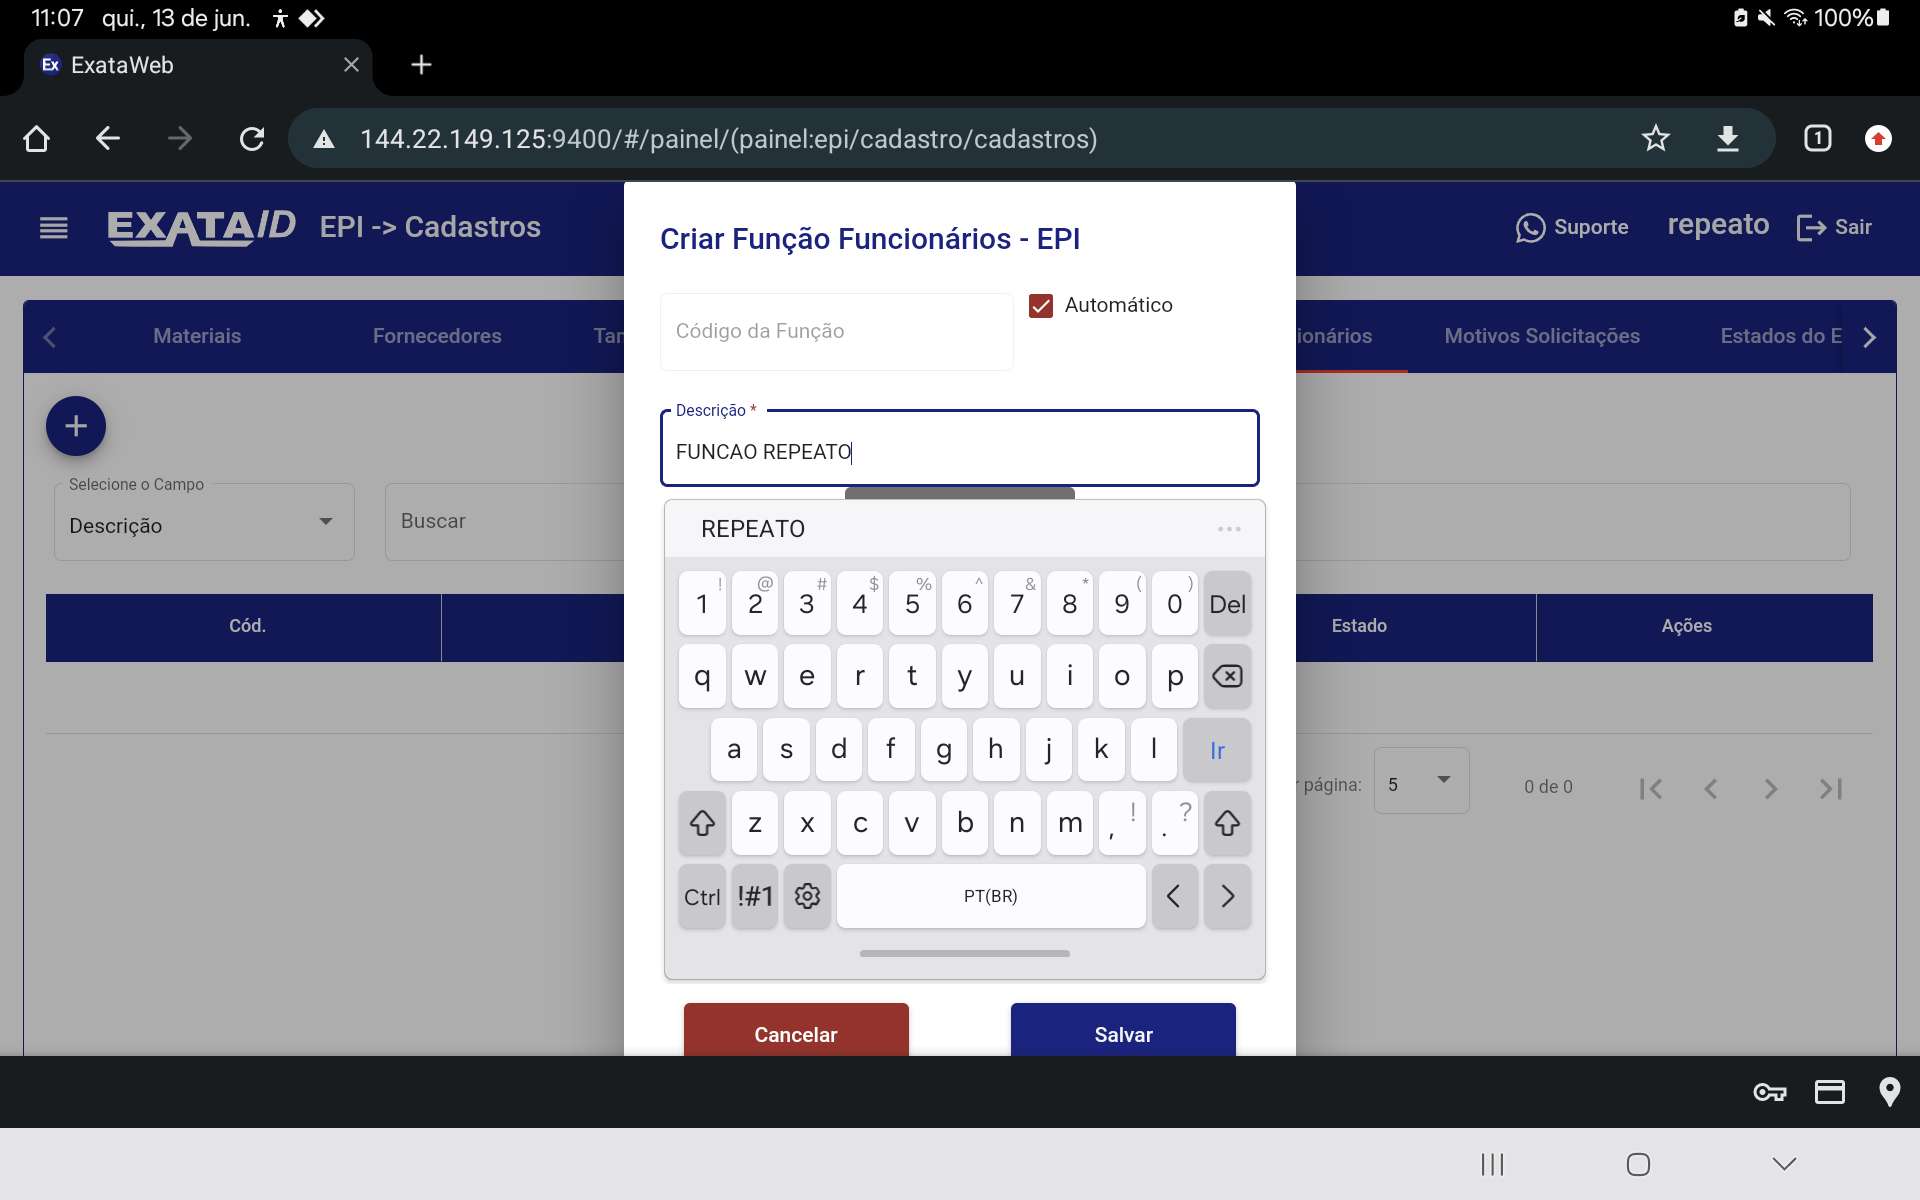 11:07 qui., 13 de jun. 100%
Ex ExataWeb
144.22.149.125:9400/#/painel/(painel:epi/cadastro/cadastros) 1
EXATA/D EPI -> Cadastros
Suporte repeato Sair
Criar Função Funcionários - EPI
Código da Função
Automático
Materiais Fornecedores Tar ionários Motivos Solicitações Estados do E
Descrição *
FUNCAO REPEATO
+
Selecione o Campo
Descrição
Buscar
REPEATO ...
! @ # $ % ^ & * ( )
1 2 3 4 5 6 7 8 9 0 Del
q w e r t y u i o p
a s d f g h j k l Ir
! ?
z x c v b n m , .
Ctrl !#1 PT(BR) < >
Cód. Estado Ações
r página: 5 0 de 0
Cancelar Salvar